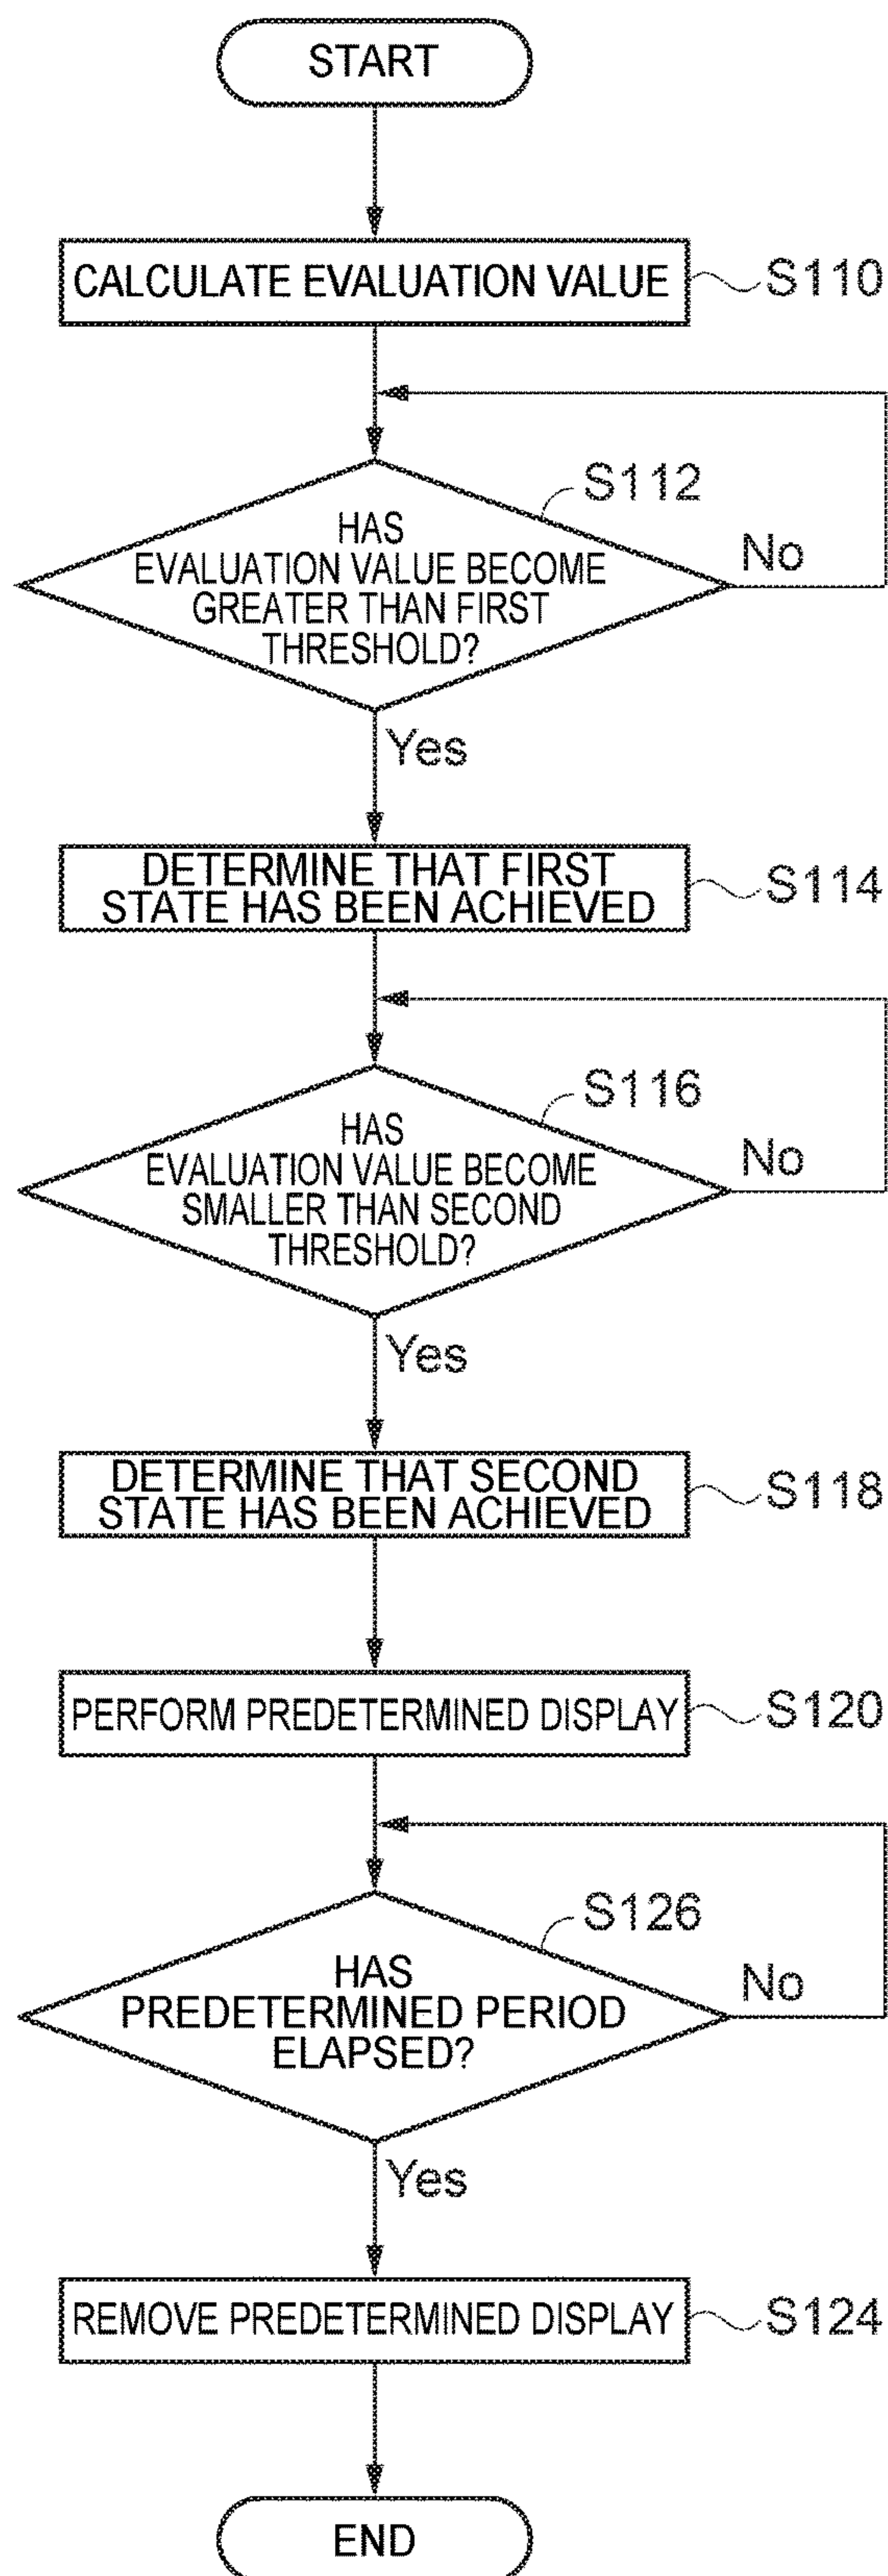 START
CALCULATE EVALUATION VALUE
S110
S112
HAS
EVALUATION VALUE BECOME
GREATER THAN FIRST
THRESHOLD?
No
Yes
DETERMINE THAT FIRST
STATE HAS BEEN ACHIEVED
S114
S116
HAS
EVALUATION VALUE BECOME
SMALLER THAN SECOND
THRESHOLD?
No
Yes
DETERMINE THAT SECOND
STATE HAS BEEN ACHIEVED
S118
PERFORM PREDETERMINED DISPLAY
S120
S126
HAS
PREDETERMINED PERIOD
ELAPSED?
No
Yes
REMOVE PREDETERMINED DISPLAY
S124
END